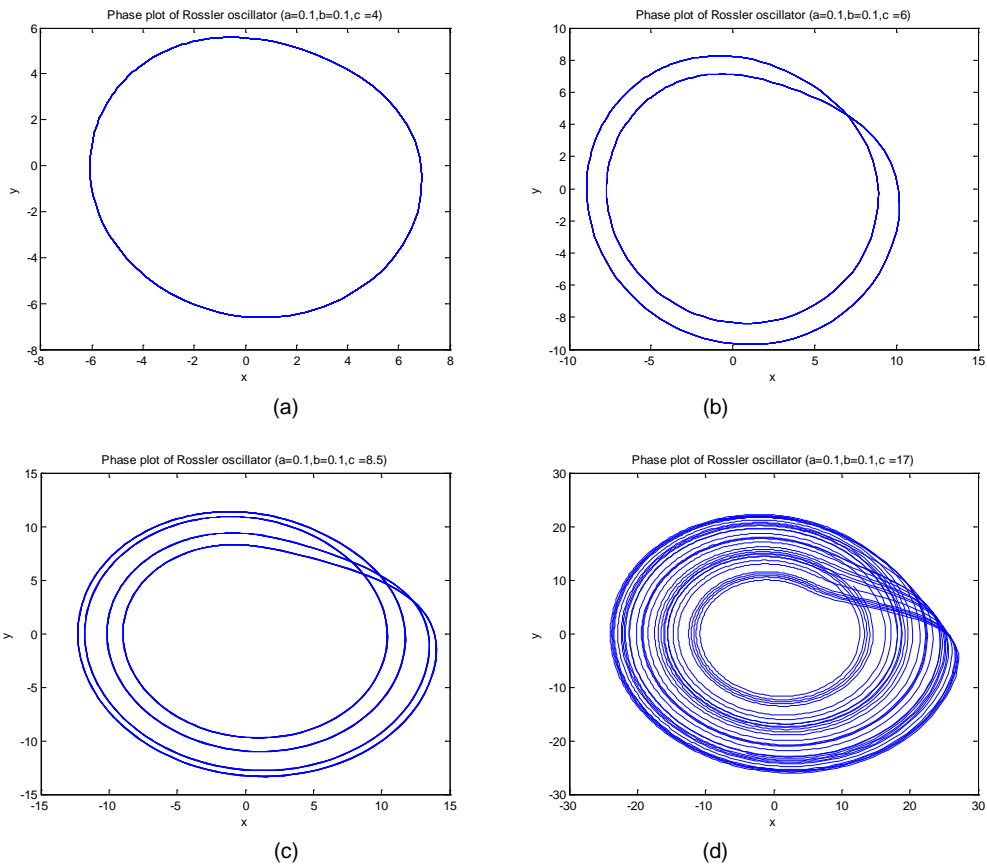 Phase plot of Rossler oscillator (a=0.1,b=0.1,c =4)
6
4
2
0
-2
-4
-6
-8
y
-8 -6 -4 -2 0 2 4 6 8
x
(a)
Phase plot of Rossler oscillator (a=0.1,b=0.1,c =6)
10
8
6
4
2
0
-2
-4
-6
-8
-10
y
-10 -5 0 5 10 15
x
(b)
Phase plot of Rossler oscillator (a=0.1,b=0.1,c =8.5)
15
10
5
0
-5
-10
-15
y
-15 -10 -5 0 5 10 15
x
(c)
Phase plot of Rossler oscillator (a=0.1,b=0.1,c =17)
30
20
10
0
-10
-20
-30
y
-30 -20 -10 0 10 20 30
x
(d)